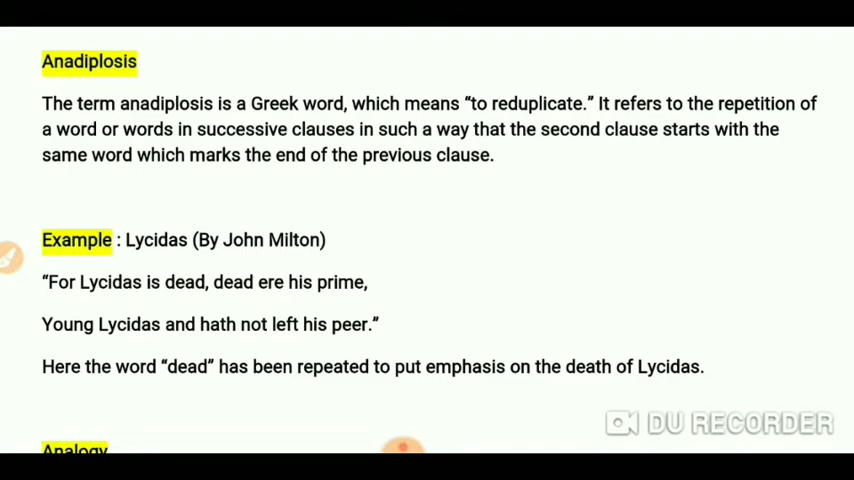 Anadiplosis
The term anadiplosis is a Greek word, which means “to reduplicate.” It refers to the repetition of
a word or words in successive clauses in such a way that the second clause starts with the
same word which marks the end of the previous clause.
Example : Lycidas (By John Milton)
“For Lycidas is dead, dead ere his prime,
Young Lycidas and hath not left his peer.”
Here the word “dead” has been repeated to put emphasis on the death of Lycidas.
DU RECORDER
Analogy